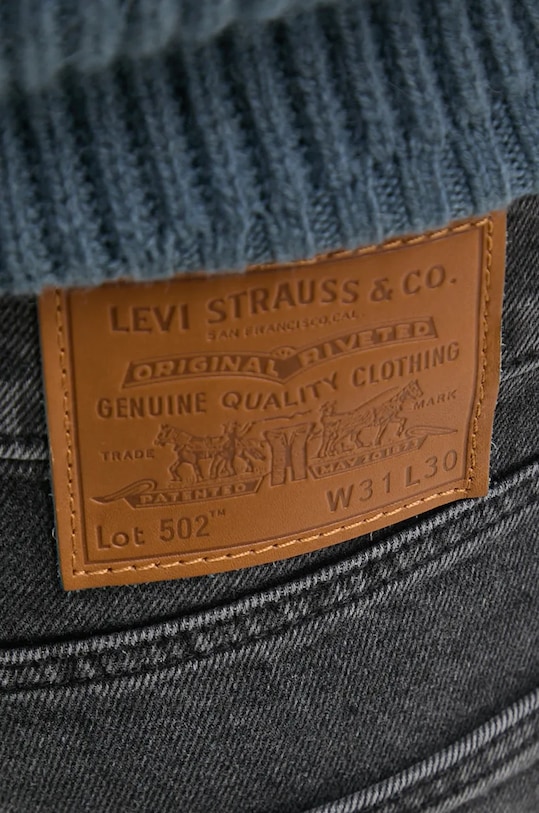 LEVI STRAUSS & CO.
SAN FRANCISCO, CAL.
ORIGINAL RIVETED
GENUINE QUALITY CLOTHING
TRADE MARK
PATENTED MAY 20 1873
Lot 502™ W31 L30